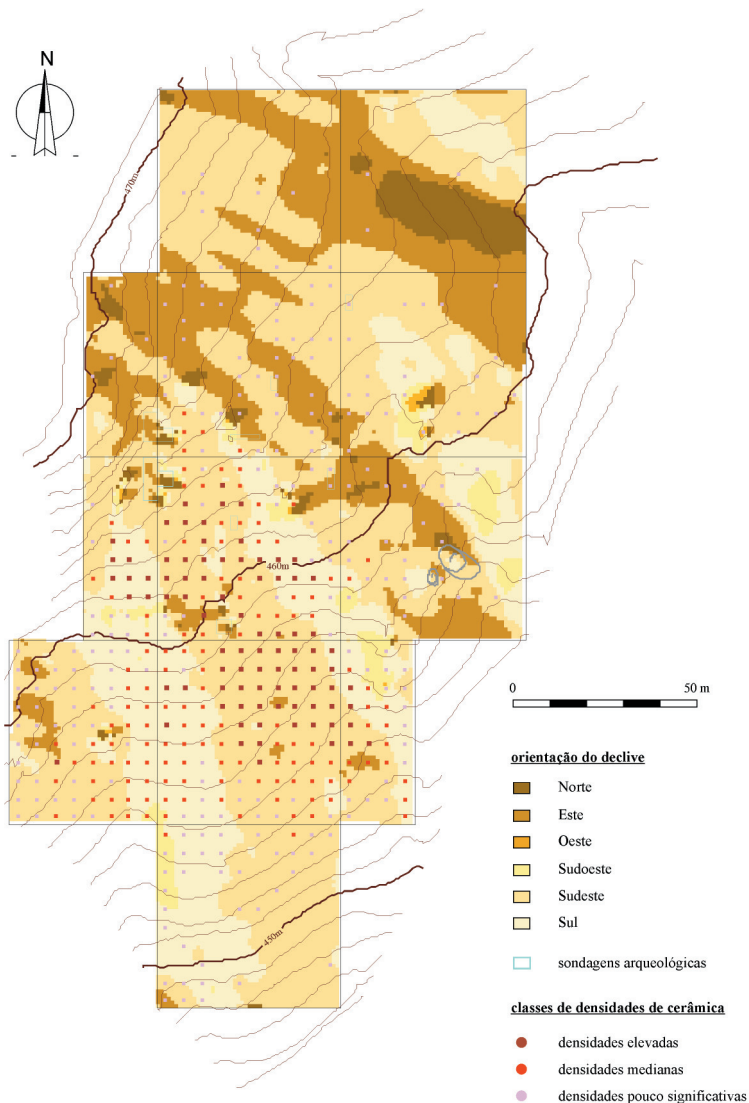 N
470m
460m
450m
0 50 m
orientação do declive
Norte
Este
Oeste
Sudoeste
Sudeste
Sul
sondagens arqueológicas
classes de densidades de cerâmica
densidades elevadas
densidades medianas
densidades pouco significativas